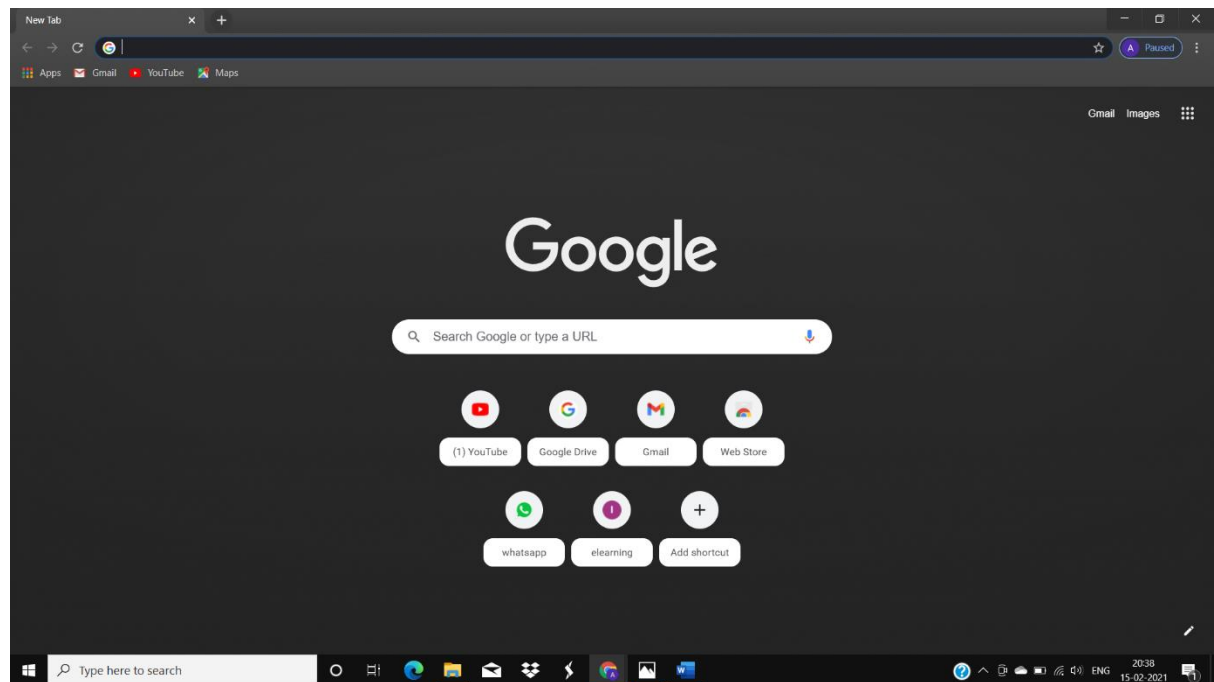 New Tab
A Paused
Apps Gmail YouTube Maps
Gmail Images
Google
Search Google or type a URL
(1) YouTube Google Drive Gmail Web Store
whatsapp elearning Add shortcut
Type here to search
ENG 20:38
15-02-2021